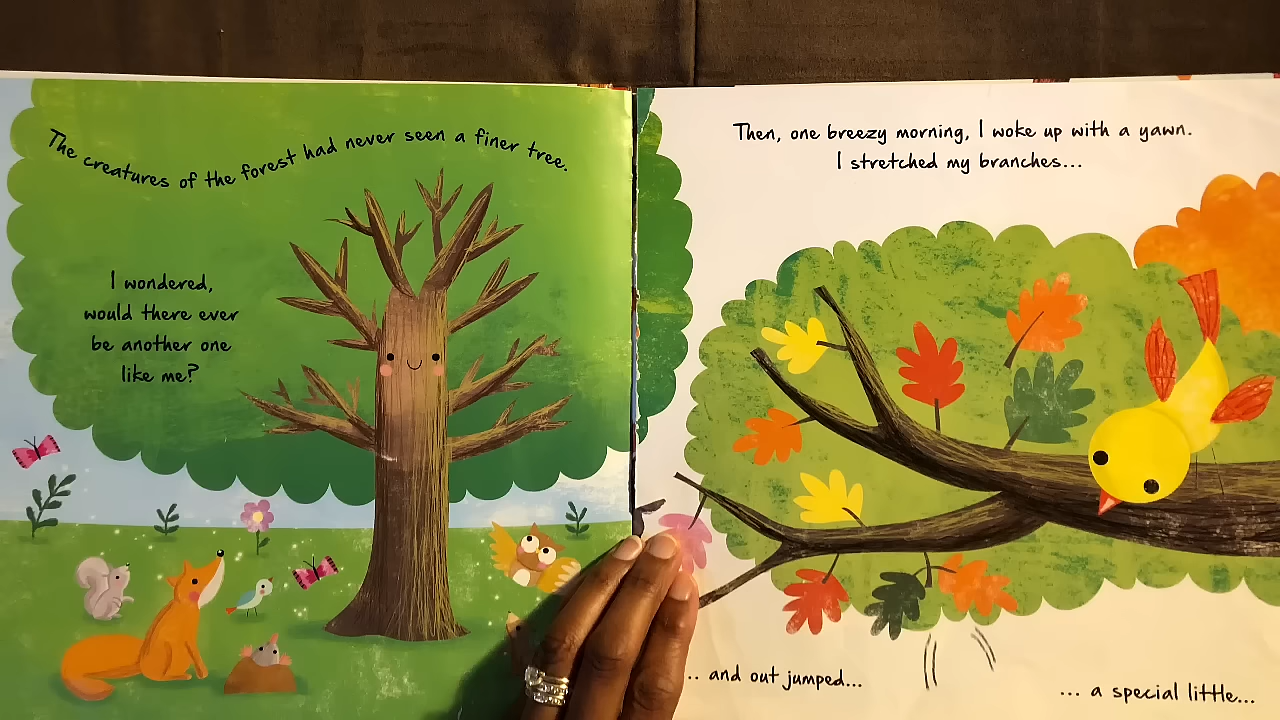 The creatures of the forest had never seen a finer tree.
I wondered,
would there ever
be another one
like me?
Then, one breezy morning, I woke up with a yawn.
I stretched my branches...
.. and out jumped...
... a special little...